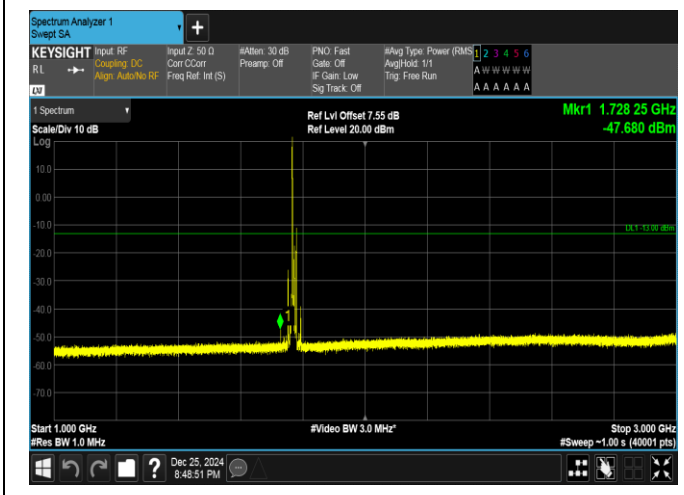 Spectrum Analyzer 1
Swept SA
+
KEYSIGHT Input: RF Input Z: 50 Ω #Atten: 30 dB PNO: Fast #Avg Type: Power (RMS 1 2 3 4 5 6
RL Coupling: DC Corr CCorr Preamp: Off Gate: Off Avg|Hold: 1/1 A W W W W W
Align: Auto/No RF Freq Ref: Int (S) IF Gain: Low Trig: Free Run
LXI Sig Track: Off A A A A A A
1 Spectrum Ref Lvl Offset 7.55 dB Mkr1 1.728 25 GHz
Scale/Div 10 dB Ref Level 20.00 dBm -47.680 dBm
Log
10.0
0.00
-10.0
DL1 -13.00 dBm
-20.0
-30.0
-40.0
1
-50.0
-60.0
-70.0
Start 1.000 GHz #Video BW 3.0 MHz* Stop 3.000 GHz
#Res BW 1.0 MHz #Sweep ~1.00 s (40001 pts)
? Dec 25, 2024
8:48:51 PM